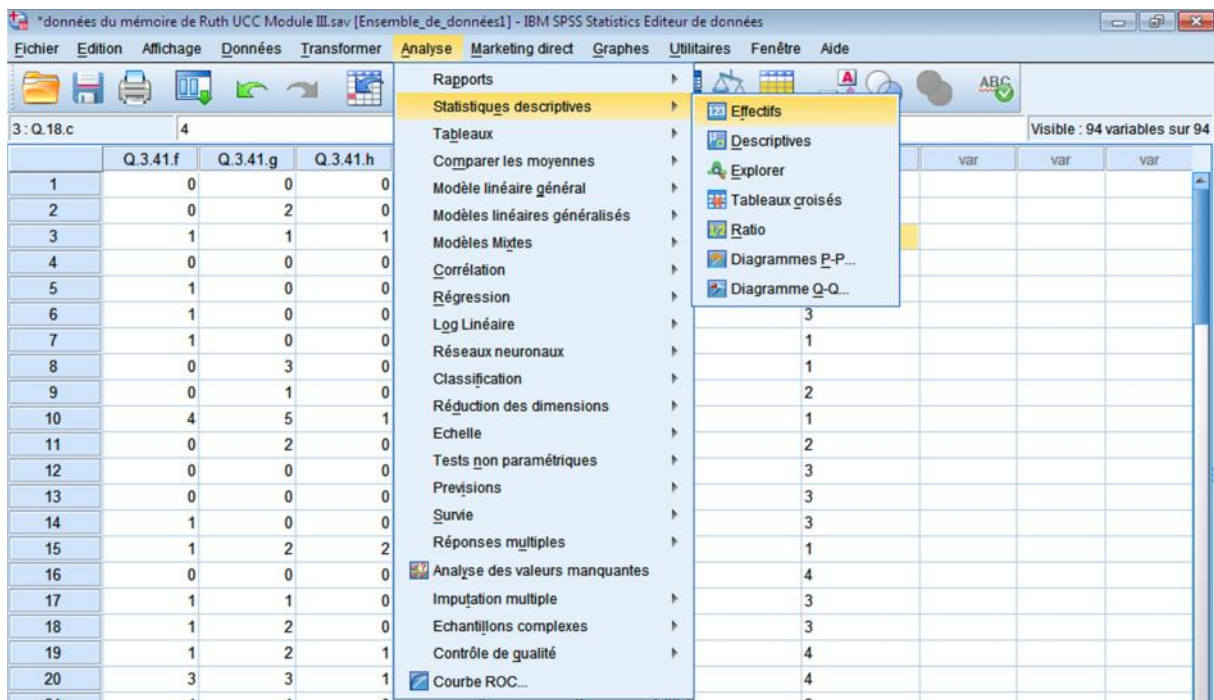 *données du mémoire de Ruth UCC Module III.sav [Ensemble_de_données1] - IBM SPSS Statistics Editeur de données
Fichier Edition Affichage Données Transformer Analyse Marketing direct Graphes Utilitaires Fenêtre Aide
3 : Q.18.c 4 Visible : 94 variables sur 94
Q.3.41.f Q.3.41.g Q.3.41.h var var var
1 0 0 0
2 0 2 0
3 1 1 1
4 0 0 0
5 1 0 0
6 1 0 0 3
7 1 0 0 1
8 0 3 0 1
9 0 1 0 2
10 4 5 1 1
11 0 2 0 2
12 0 0 0 3
13 0 0 0 3
14 1 0 0 3
15 1 2 2 1
16 0 0 0 4
17 1 1 0 3
18 1 2 0 3
19 1 2 1 4
20 3 3 1 4
Rapports
Statistiques descriptives
Tableaux
Comparer les moyennes
Modèle linéaire général
Modèles linéaires généralisés
Modèles Mixtes
Corrélation
Régression
Log Linéaire
Réseaux neuronaux
Classification
Réduction des dimensions
Echelle
Tests non paramétriques
Previsions
Survie
Réponses multiples
Analyse des valeurs manquantes
Imputation multiple
Echantillons complexes
Contrôle de qualité
Courbe ROC...
123 Effectifs
Descriptives
Explorer
Tableaux croisés
1/2 Ratio
Diagrammes P-P...
Diagramme Q-Q...
A
ABC